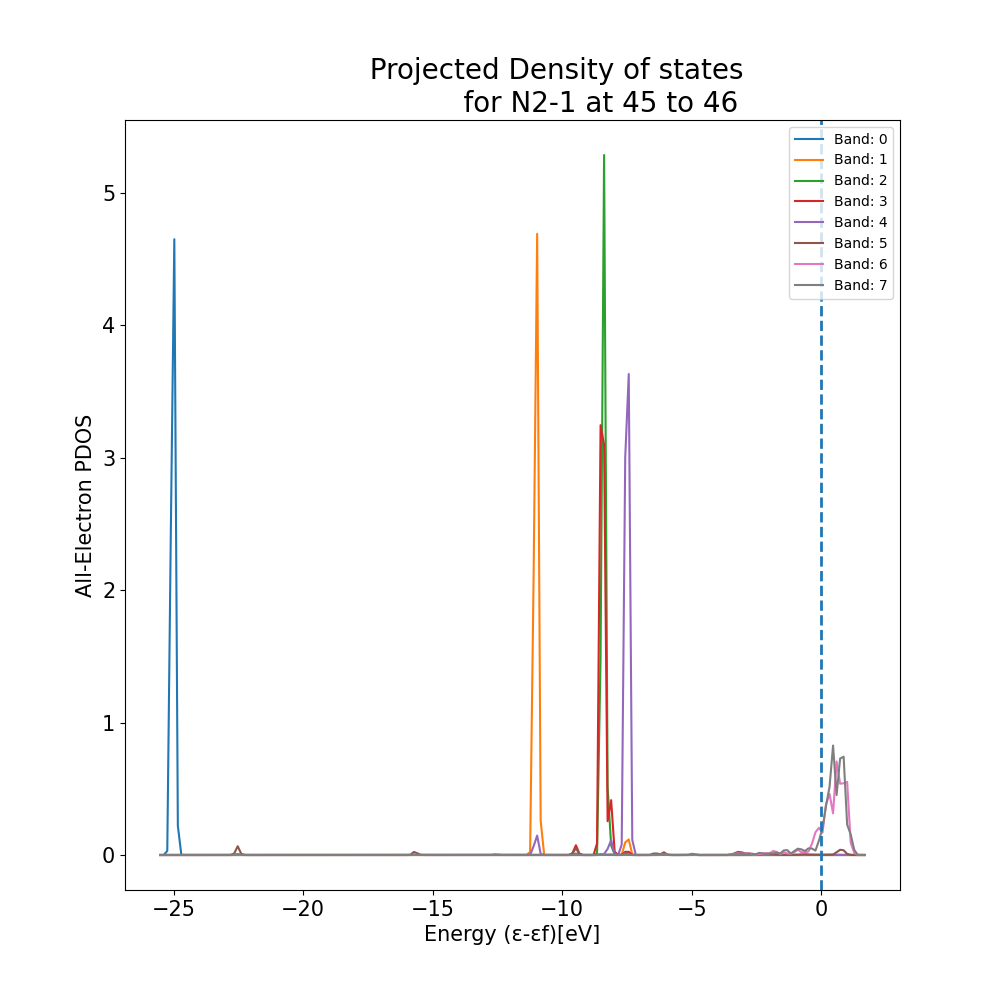 Projected Density of states
for N2-1 at 45 to 46
Band: 0
Band: 1
Band: 2
Band: 3
Band: 4
Band: 5
Band: 6
Band: 7
All-Electron PDOS
5
4
3
2
1
0
−25
−20
−15
−10
−5
0
Energy (ε-εf)[eV]